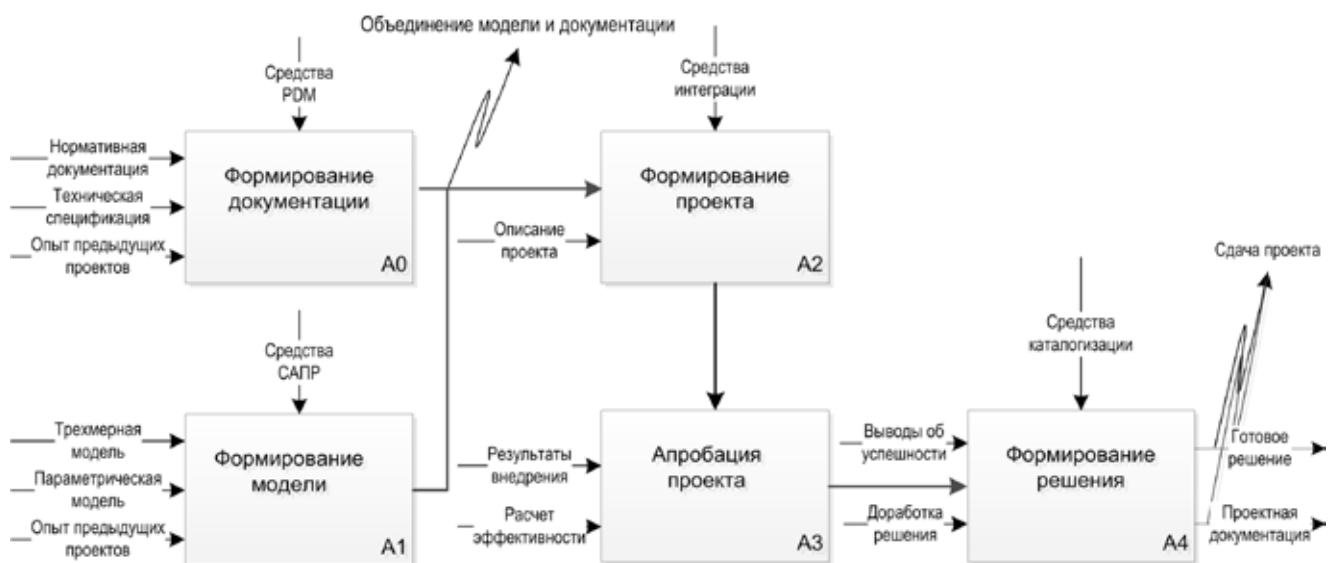 Объединение модели и документации
Средства
PDM
Средства
интеграции
Нормативная
документация
Техническая
спецификация
Опыт предыдущих
проектов
Формирование
документации
A0
Описание
проекта
Формирование
проекта
A2
Сдача проекта
Средства
САПР
Средства
каталогизации
Трехмерная
модель
Параметрическая
модель
Опыт предыдущих
проектов
Формирование
модели
A1
Результаты
внедрения
Расчет
эффективности
Апробация
проекта
A3
Выводы об
успешности
Доработка
решения
Формирование
решения
A4
Готовое
решение
Проектная
документация